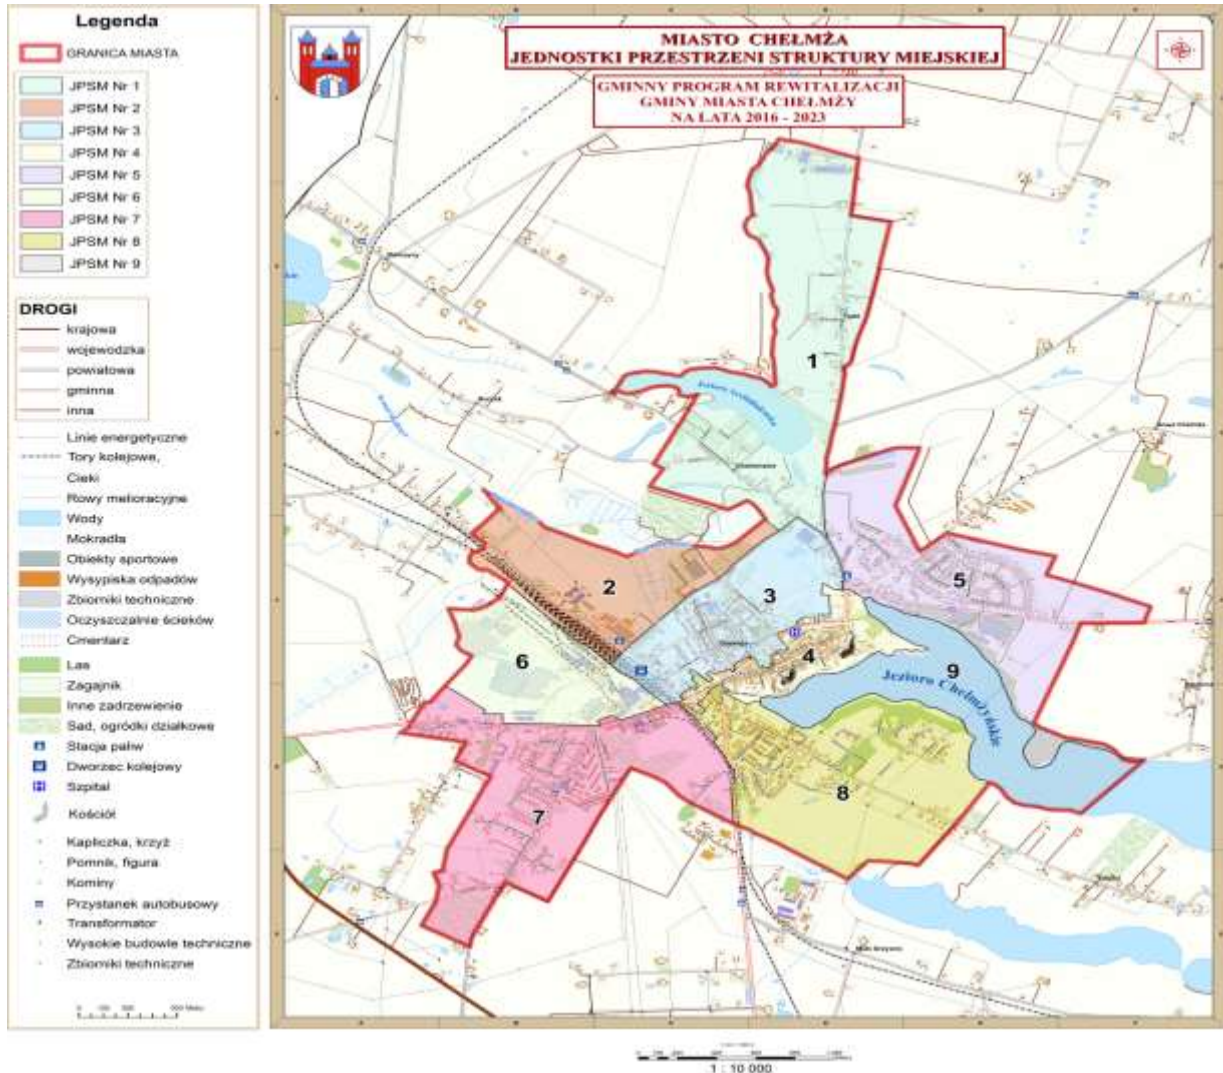 Legenda
GRANICA MIASTA
JPSM Nr 1
JPSM Nr 2
JPSM Nr 3
JPSM Nr 4
JPSM Nr 5
JPSM Nr 6
JPSM Nr 7
JPSM Nr 8
JPSM Nr 9
DROGI
krajowa
wojewodzka
powiatowa
gminna
inna
Linie energetyczne
Tory kolejowe,
Cieki
Rowy melioracyjne
Wody
Mokradła
Obiekty sportowe
Wysypiska odpadów
Zbiorniki techniczne
Oczyszczalnie ścieków
Cmentarz
Las
Zagajnik
Inne zadrzewienie
Sad, ogródki działkowe
Stacja paliw
Dworzec kolejowy
Szpital
Kościół
Kapliczka, krzyż
Pomnik, figura
Kominy
Przystanek autobusowy
Transformator
Wysokie budowle techniczne
Zbiorniki techniczne
MIASTO CHEŁMŻA
JEDNOSTKI PRZESTRZENI STRUKTURY MIEJSKIEJ
GMINNY PROGRAM REWITALIZACJI
GMINY MIASTA CHEŁMŻY
NA LATA 2016 - 2023
1
2
3
4
5
6
7
8
9
Jezioro Chełmżyńskie
1 : 10 000